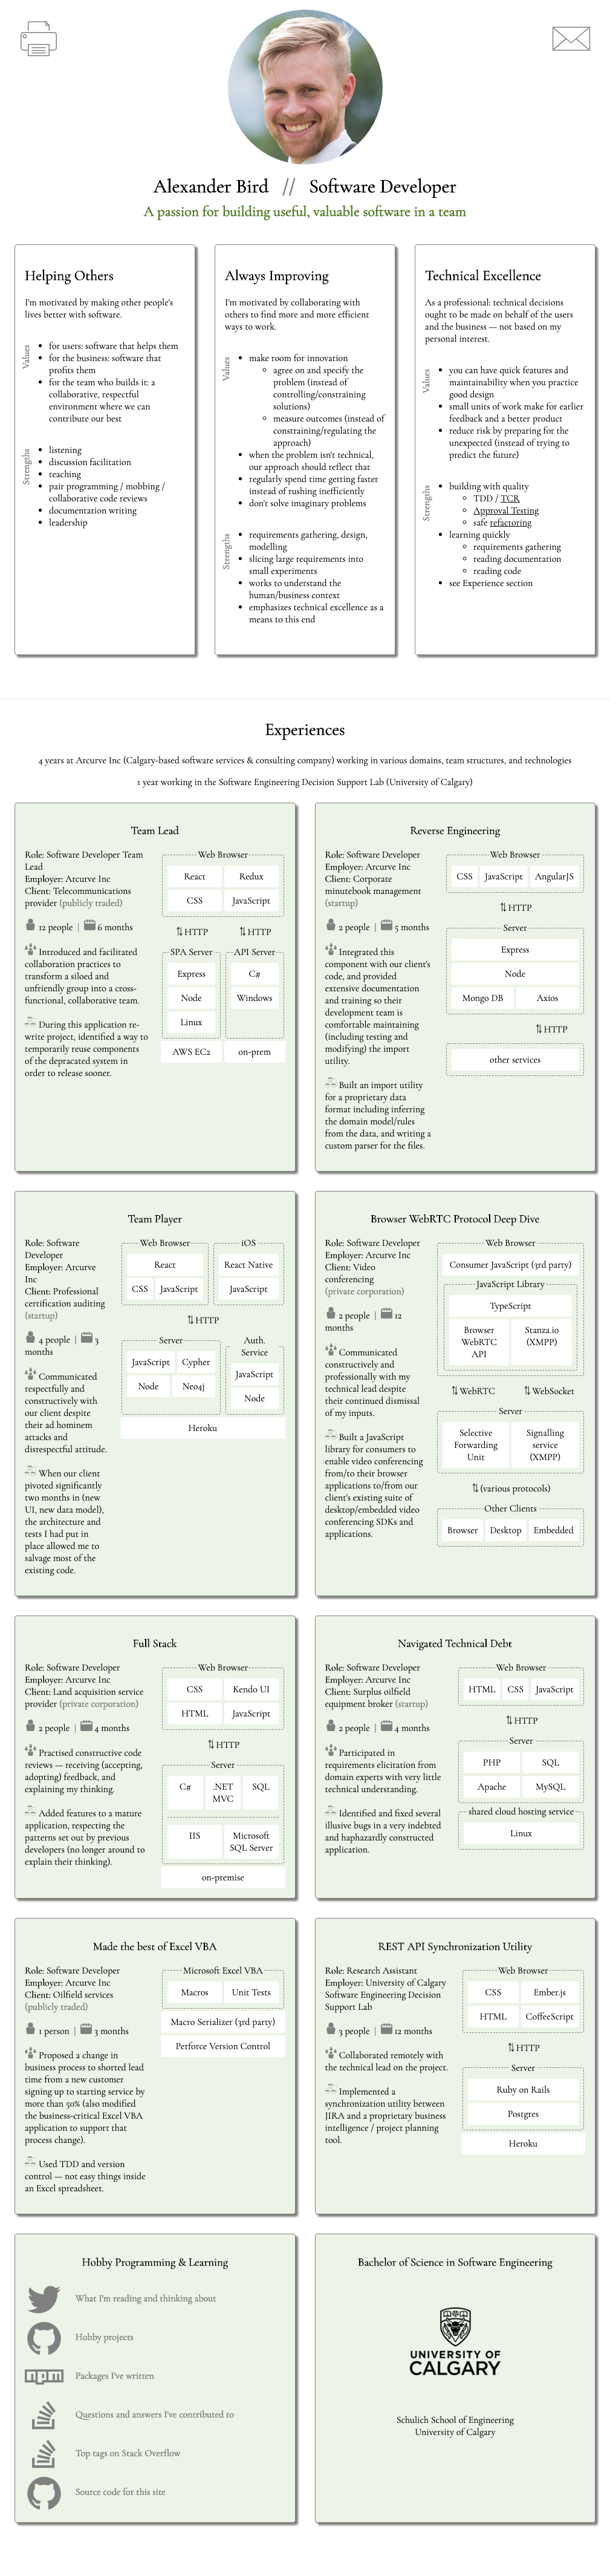 Alexander Bird // Software Developer
A passion for building useful, valuable software in a team
Helping Others
I'm motivated by making other people's
lives better with software.
Values
for users: software that helps them
for the business: software that
profits them
for the team who builds it: a
collaborative, respectful
environment where we can
contribute our best
Strengths
listening
discussion facilitation
teaching
pair programming / mobbing /
collaborative code reviews
documentation writing
leadership
Always Improving
I'm motivated by collaborating with
others to find more and more efficient
ways to work.
Values
make room for innovation
agree on and specify the
problem (instead of
controlling/constraining
solutions)
measure outcomes (instead of
constraining/regulating the
approach)
when the problem isn't technical,
our approach should reflect that
regularly spend time getting faster
instead of rushing inefficiently
don't solve imaginary problems
Strengths
requirements gathering, design,
modelling
slicing large requirements into
small experiments
works to understand the
human/business context
emphasizes technical excellence as a
means to this end
Technical Excellence
As a professional: technical decisions
ought to be made on behalf of the users
and the business — not based on my
personal interest.
Values
you can have quick features and
maintainability when you practice
good design
small units of work make for earlier
feedback and a better product
reduce risk by preparing for the
unexpected (instead of trying to
predict the future)
Strengths
building with quality
TDD / TCR
Approval Testing
safe refactoring
learning quickly
requirements gathering
reading documentation
reading code
see Experience section
Experiences
4 years at Arcurve Inc (Calgary-based software services & consulting company) working in various domains, team structures, and technologies
1 year working in the Software Engineering Decision Support Lab (University of Calgary)
Team Lead
Role: Software Developer Team
Lead
Employer: Arcurve Inc
Client: Telecommunications
provider (publicly traded)
12 people | 6 months
Introduced and facilitated
collaboration practices to
transform a siloed and
unfriendly group into a cross-
functional, collaborative team.
During this application re-
write project, identified a way to
temporarily reuse components
of the depracated system in
order to release sooner.
Web Browser
React Redux
CSS JavaScript
⇅ HTTP ⇅ HTTP
SPA Server API Server
Express C#
Node Windows
Linux
AWS EC2 on-prem
Reverse Engineering
Role: Software Developer
Employer: Arcurve Inc
Client: Corporate
minutebook management
(startup)
2 people | 5 months
Integrated this
component with our client's
code, and provided
extensive documentation
and training so their
development team is
comfortable maintaining
(including testing and
modifying) the import
utility.
Built an import utility
for a proprietary data
format including inferring
the domain model/rules
from the data, and writing a
custom parser for the files.
Web Browser
CSS JavaScript AngularJS
⇅ HTTP
Server
Express
Node
Mongo DB Axios
⇅ HTTP
other services
Team Player
Role: Software
Developer
Employer: Arcurve
Inc
Client: Professional
certification auditing
(startup)
4 people | 3
months
Communicated
respectfully and
constructively with
our client despite
their ad hominem
attacks and
disrespectful attitude.
When our client
pivoted significantly
two months in (new
UI, new data model),
the architecture and
tests I had put in
place allowed me to
salvage most of the
existing code.
Web Browser iOS
React React Native
CSS JavaScript JavaScript
⇅ HTTP
Server Auth. Service
JavaScript Cypher JavaScript
Node Neo4j Node
Heroku
Browser WebRTC Protocol Deep Dive
Role: Software Developer
Employer: Arcurve Inc
Client: Video
conferencing
(private corporation)
2 people | 12
months
Communicated
constructively and
professionally with my
technical lead despite
their continued dismissal
of my inputs.
Built a JavaScript
library for consumers to
enable video conferencing
from/to their browser
applications to/from our
client's existing suite of
desktop/embedded video
conferencing SDKs and
applications.
Web Browser
Consumer JavaScript (3rd party)
JavaScript Library
TypeScript
Browser WebRTC API
Stanza.io (XMPP)
⇅ WebRTC ⇅ WebSocket
Server
Selective Forwarding Unit
Signalling service (XMPP)
⇅ (various protocols)
Other Clients
Browser Desktop Embedded
Full Stack
Role: Software Developer
Employer: Arcurve Inc
Client: Land acquisition service
provider (private corporation)
2 people | 4 months
Practised constructive code
reviews — receiving (accepting,
adopting) feedback, and
explaining my thinking.
Added features to a mature
application, respecting the
patterns set out by previous
developers (no longer around to
explain their thinking).
Web Browser
CSS Kendo UI
HTML JavaScript
⇅ HTTP
Server
C# .NET MVC SQL
IIS Microsoft SQL Server
on-premise
Navigated Technical Debt
Role: Software Developer
Employer: Arcurve Inc
Client: Surplus oilfield
equipment broker (startup)
2 people | 4 months
Participated in
requirements elicitation from
domain experts with very little
technical understanding.
Identified and fixed several
illusive bugs in a very indebted
and haphazardly constructed
application.
Web Browser
HTML CSS JavaScript
⇅ HTTP
Server
PHP SQL
Apache MySQL
shared cloud hosting service
Linux
Made the best of Excel VBA
Role: Software Developer
Employer: Arcurve Inc
Client: Oilfield services
(publicly traded)
1 person | 3 months
Proposed a change in
business process to shorted lead
time from a new customer
signing up to starting service by
more than 50% (also modified
the business-critical Excel VBA
application to support that
process change).
Used TDD and version
control — not easy things inside
an Excel spreadsheet.
Microsoft Excel VBA
Macros Unit Tests
Macro Serializer (3rd party)
Perforce Version Control
REST API Synchronization Utility
Role: Research Assistant
Employer: University of Calgary
Software Engineering Decision
Support Lab
3 people | 12 months
Collaborated remotely with
the technical lead on the project.
Implemented a
synchronization utility between
JIRA and a proprietary business
intelligence / project planning
tool.
Web Browser
CSS Ember.js
HTML CoffeeScript
⇅ HTTP
Server
Ruby on Rails
Postgres
Heroku
Hobby Programming & Learning
What I'm reading and thinking about
Hobby projects
npm
Packages I've written
Questions and answers I've contributed to
Top tags on Stack Overflow
Source code for this site
Bachelor of Science in Software Engineering
UNIVERSITY OF
CALGARY
Schulich School of Engineering
University of Calgary